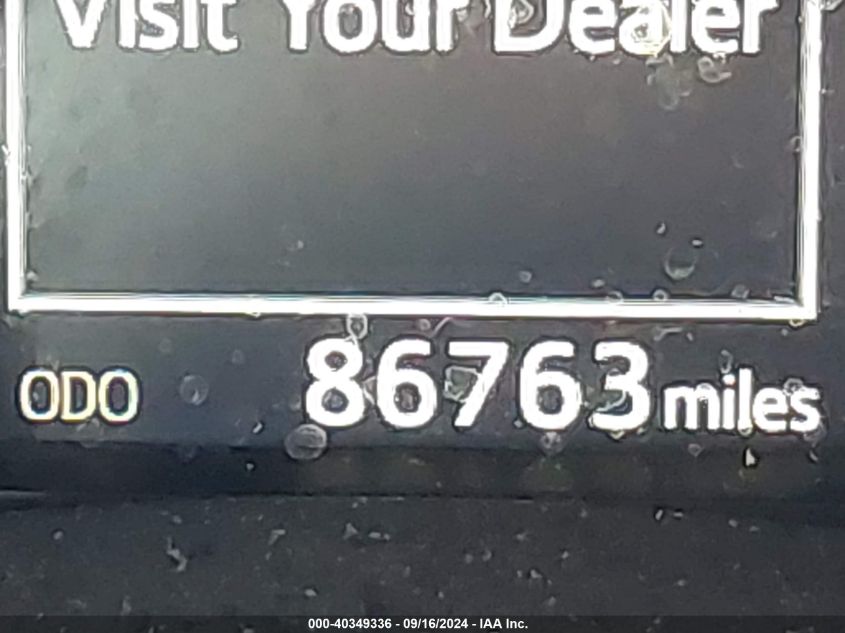 Visit Your Dealer
ODO 86763 miles
000-40349336 - 09/16/2024 - IAA Inc.